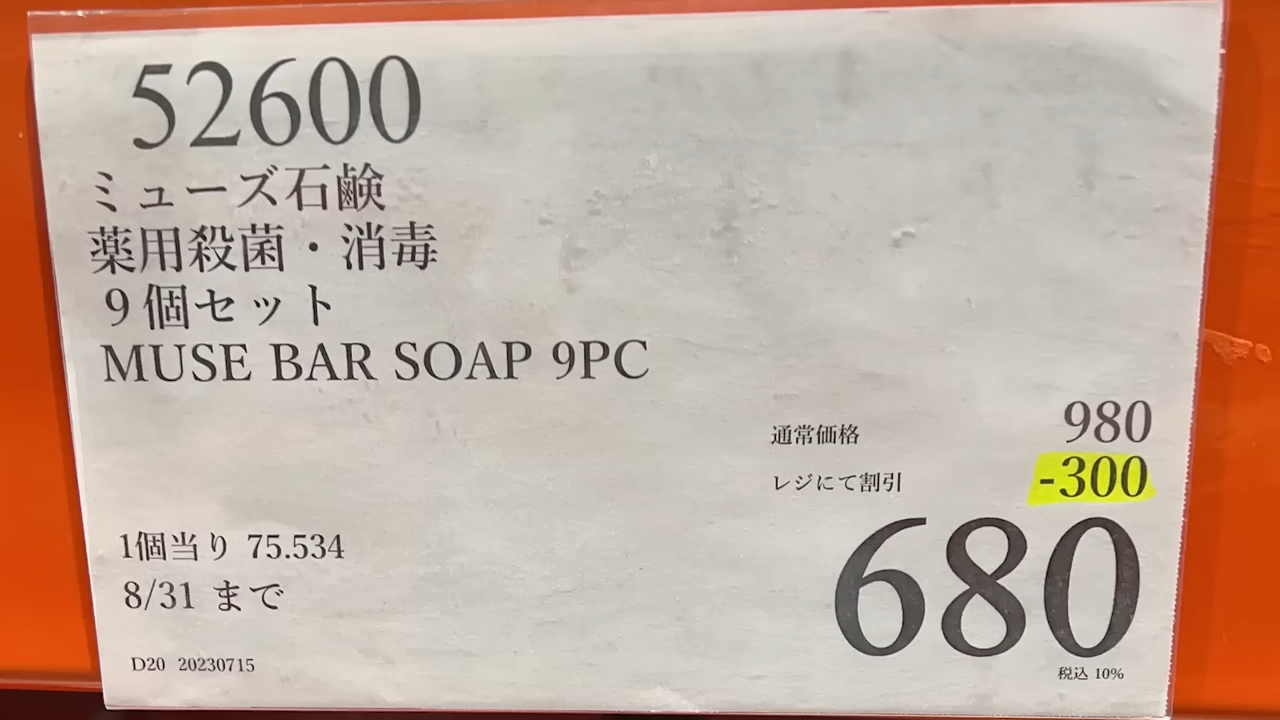 52600
ミューズ石鹸
薬用殺菌・消毒
9個セット
MUSE BAR SOAP 9PC
通常価格 980
レジにて割引 -300
680
税込 10%
1個当り 75.534
8/31 まで
D20 20230715